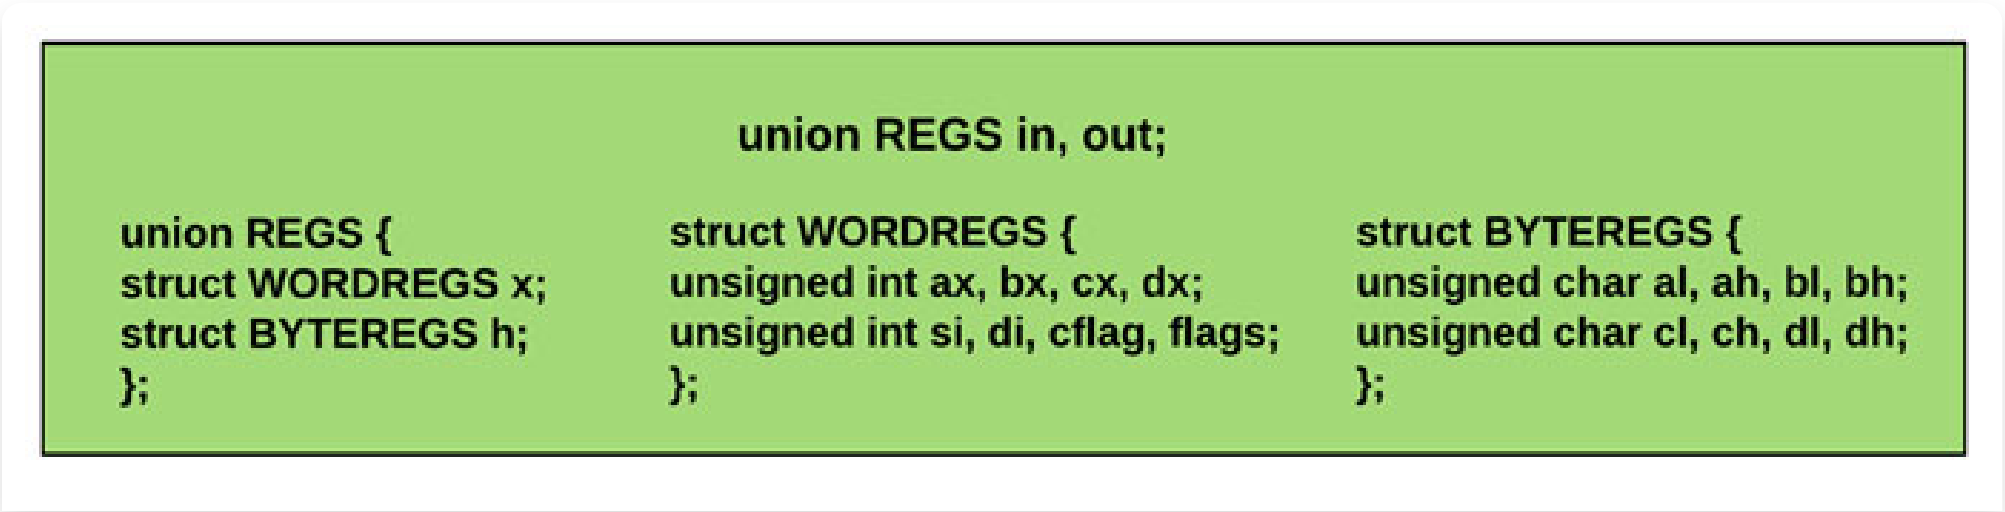 union REGS in, out;
union REGS {
struct WORDREGS x;
struct BYTEREGS h;
};
struct WORDREGS {
unsigned int ax, bx, cx, dx;
unsigned int si, di, cflag, flags;
};
struct BYTEREGS {
unsigned char al, ah, bl, bh;
unsigned char cl, ch, dl, dh;
};